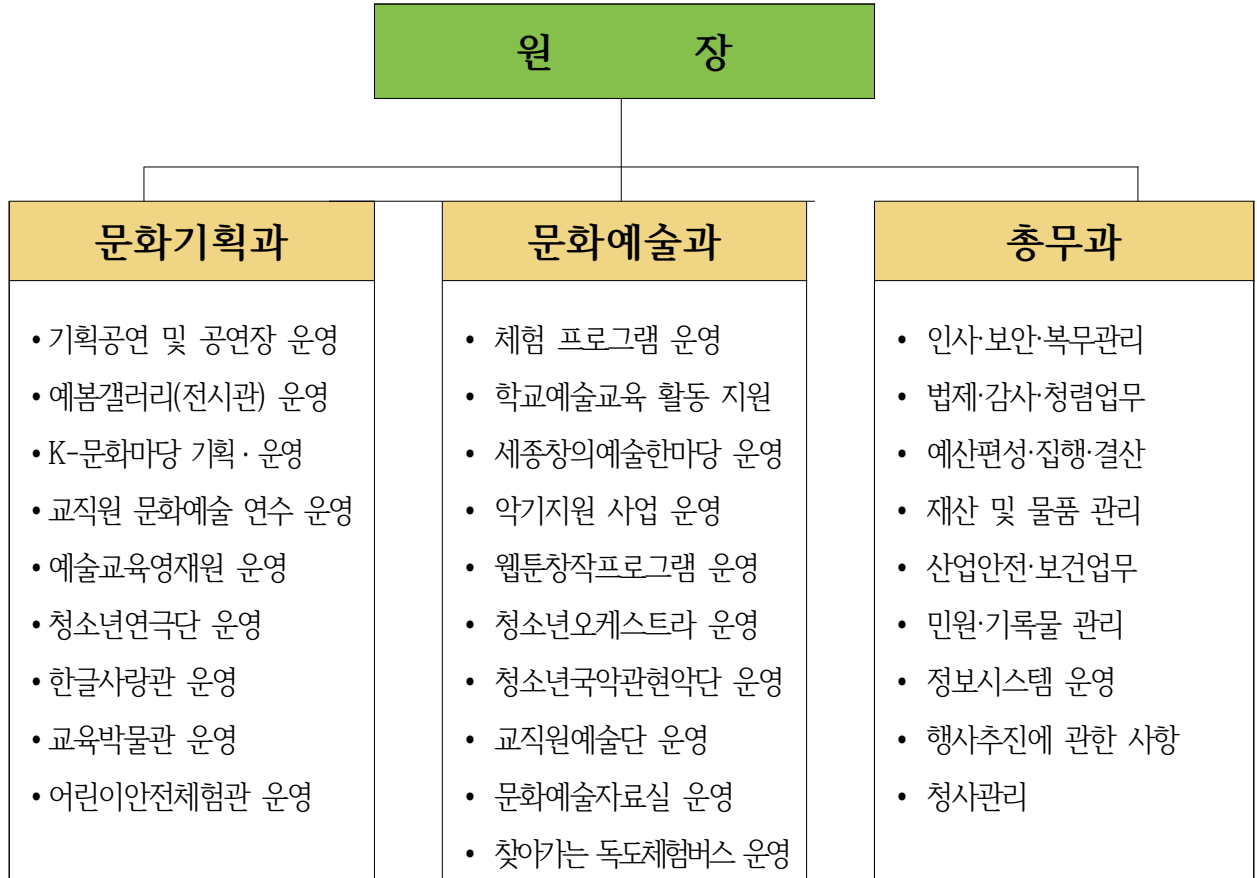 원 장
문화기획과
• 기획공연 및 공연장 운영
• 예봄갤러리(전시관) 운영
• K-문화마당 기획·운영
• 교직원 문화예술 연수 운영
• 예술교육영재원 운영
• 청소년연극단 운영
• 한글사랑관 운영
• 교육박물관 운영
• 어린이안전체험관 운영
문화예술과
• 체험 프로그램 운영
• 학교예술교육 활동 지원
• 세종창의예술한마당 운영
• 악기지원 사업 운영
• 웹툰창작프로그램 운영
• 청소년오케스트라 운영
• 청소년국악관현악단 운영
• 교직원예술단 운영
• 문화예술자료실 운영
• 찾아가는 독도체험버스 운영
총무과
• 인사·보안·복무관리
• 법제·감사·청렴업무
• 예산편성·집행·결산
• 재산 및 물품 관리
• 산업안전·보건업무
• 민원·기록물 관리
• 정보시스템 운영
• 행사추진에 관한 사항
• 청사관리